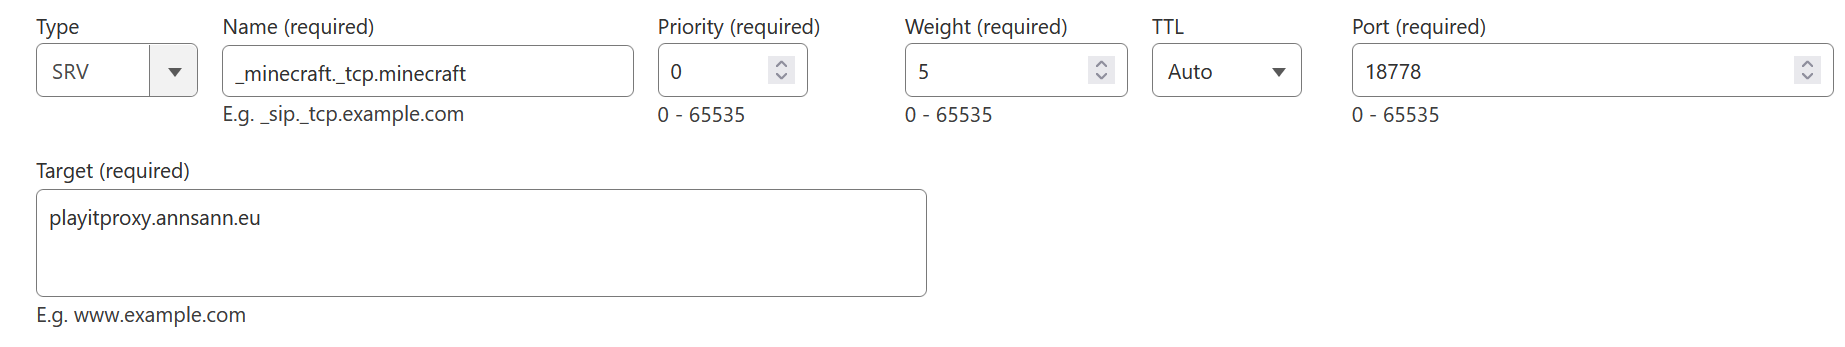 Type Name (required) Priority (required) Weight (required) TTL Port (required)
SRV _minecraft._tcp.minecraft 0 5 Auto 18778
E.g. _sip._tcp.example.com 0 - 65535 0 - 65535 0 - 65535
Target (required)
playitproxy.annsann.eu
E.g. www.example.com